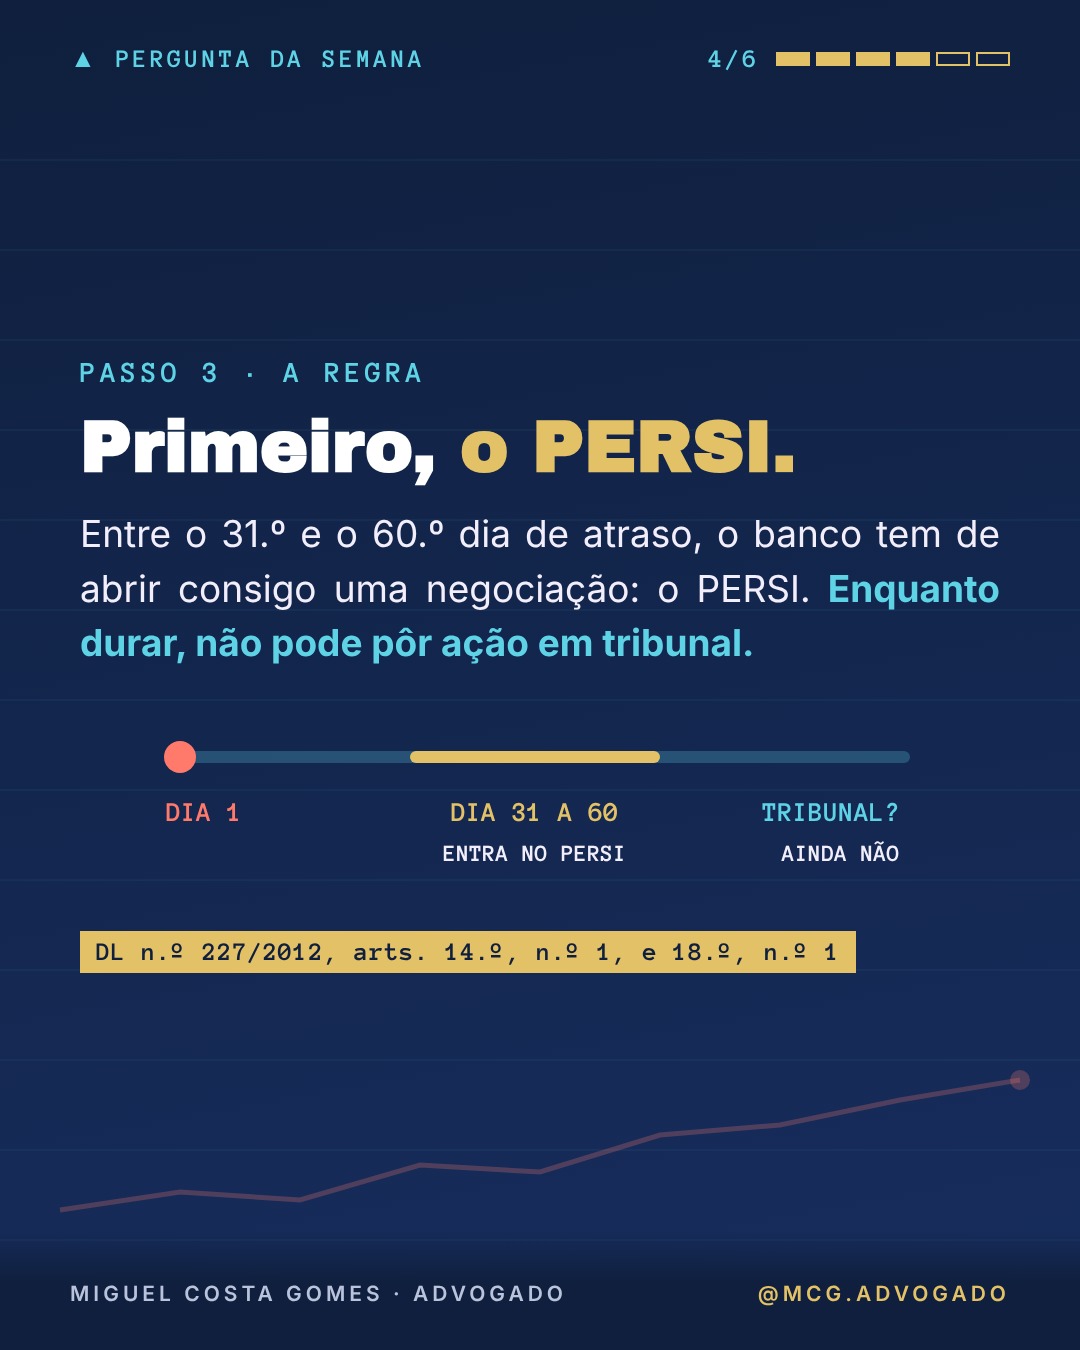 ▲ PERGUNTA DA SEMANA
4/6
PASSO 3 · A REGRA
Primeiro, o PERSI.
Entre o 31.º e o 60.º dia de atraso, o banco tem de
abrir consigo uma negociação: o PERSI. Enquanto
durar, não pode pôr ação em tribunal.
DIA 1
DIA 31 A 60
TRIBUNAL?
ENTRA NO PERSI
AINDA NÃO
DL n.º 227/2012, arts. 14.º, n.º 1, e 18.º, n.º 1
MIGUEL COSTA GOMES · ADVOGADO
@MCG.ADVOGADO